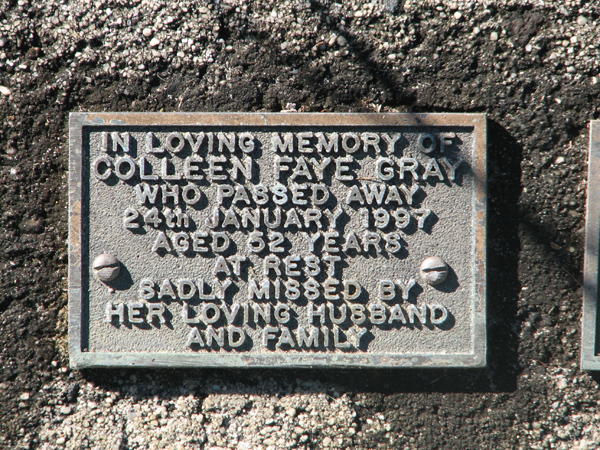 IN LOVING MEMORY OF
COLLEEN FAYE GRAY
WHO PASSED AWAY
24th JANUARY 1997
AGED 52 YEARS
AT REST
SADLY MISSED BY
HER LOVING HUSBAND
AND FAMILY